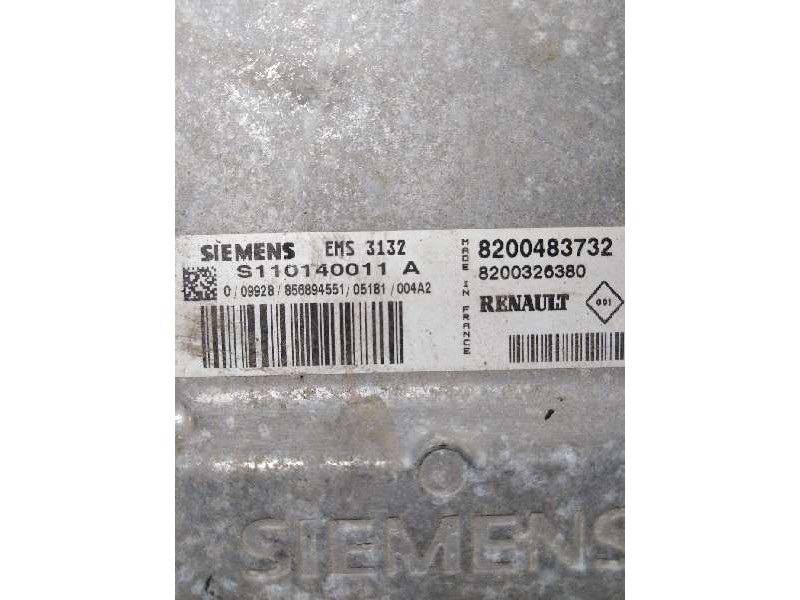 SIEMENS EMS 3132
S110140011 A
0 / 09928 / 856894551 / 05181 / 004A2
MADE IN FRANCE
8200483732
8200326380
RENAULT 001
SIEMENS